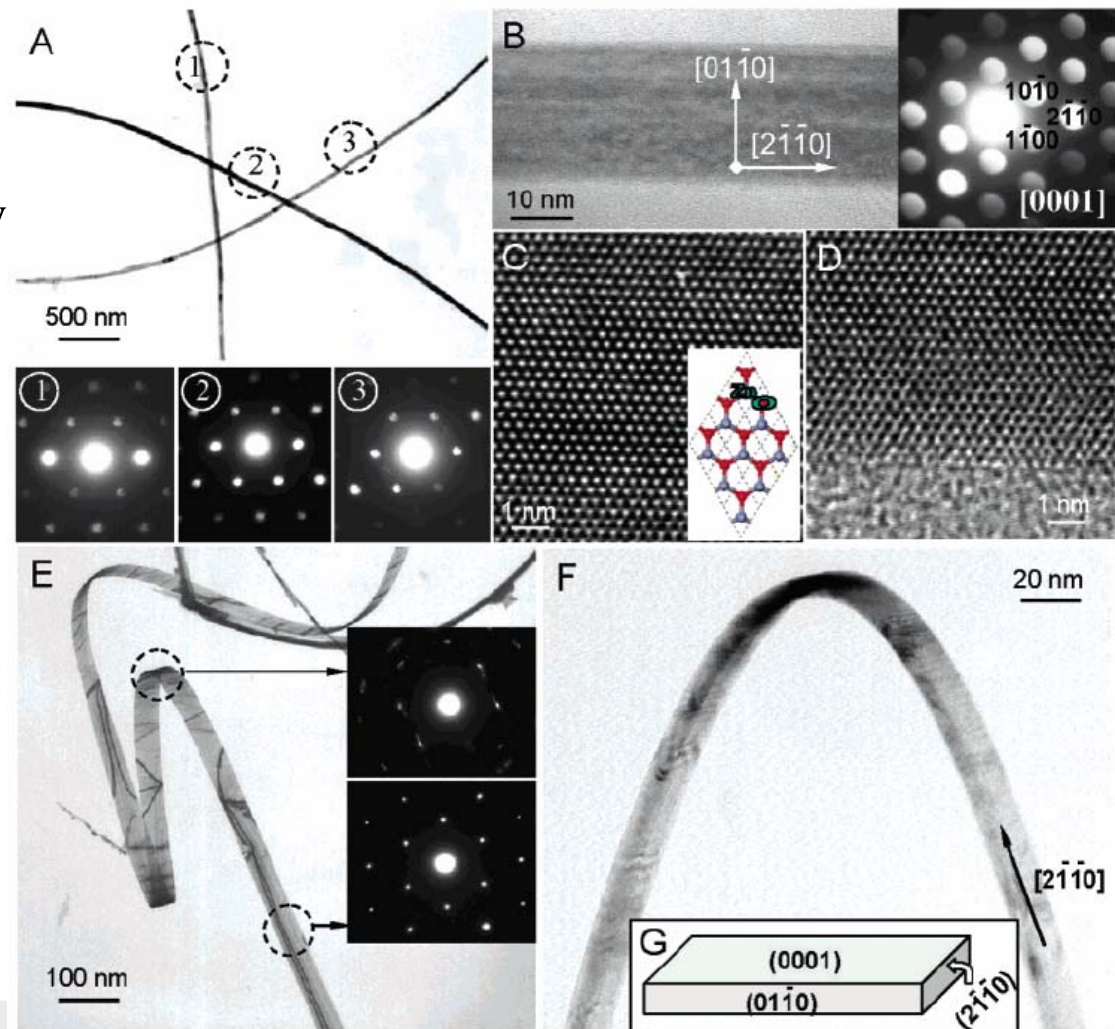 y
A
1
2
3
500 nm
1
2
3
B
[011̄0]
[21̄1̄0]
10 nm
101̄0
21̄1̄0
11̄00
[0001]
C
Zn
O
1 nm
D
1 nm
E
100 nm
F
20 nm
[21̄1̄0]
G
(0001)
(011̄0)
(21̄1̄0)